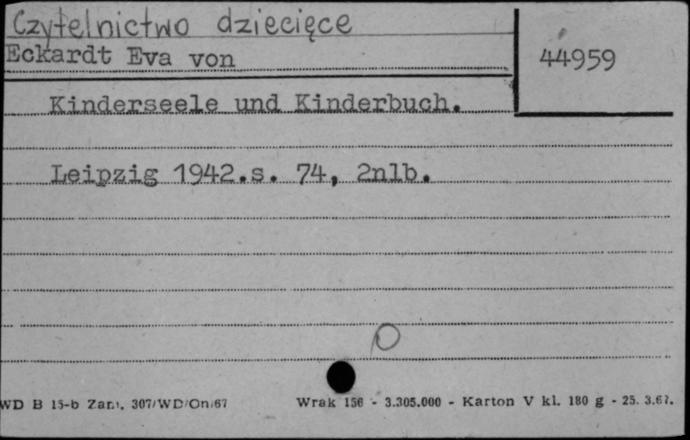 Czytelnictwo dziecięce
Eckardt Eva von
44959
Kinderseele und Kinderbuch.
Leipzig 1942.s. 74, 2nlb.
WD B 15-b Zam. 307/WD/On/67
Wrak 156 - 3.305.000 - Karton V kl. 180 g - 25. 3.67.